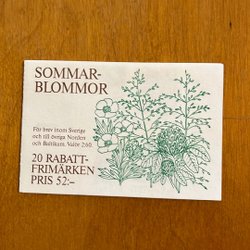 SOMMAR-
BLOMMOR
För brev inom Sverige
och till övriga Norden
och Baltikum. Valör 2.60.
20 RABATT-
FRIMÄRKEN
PRIS 52:–